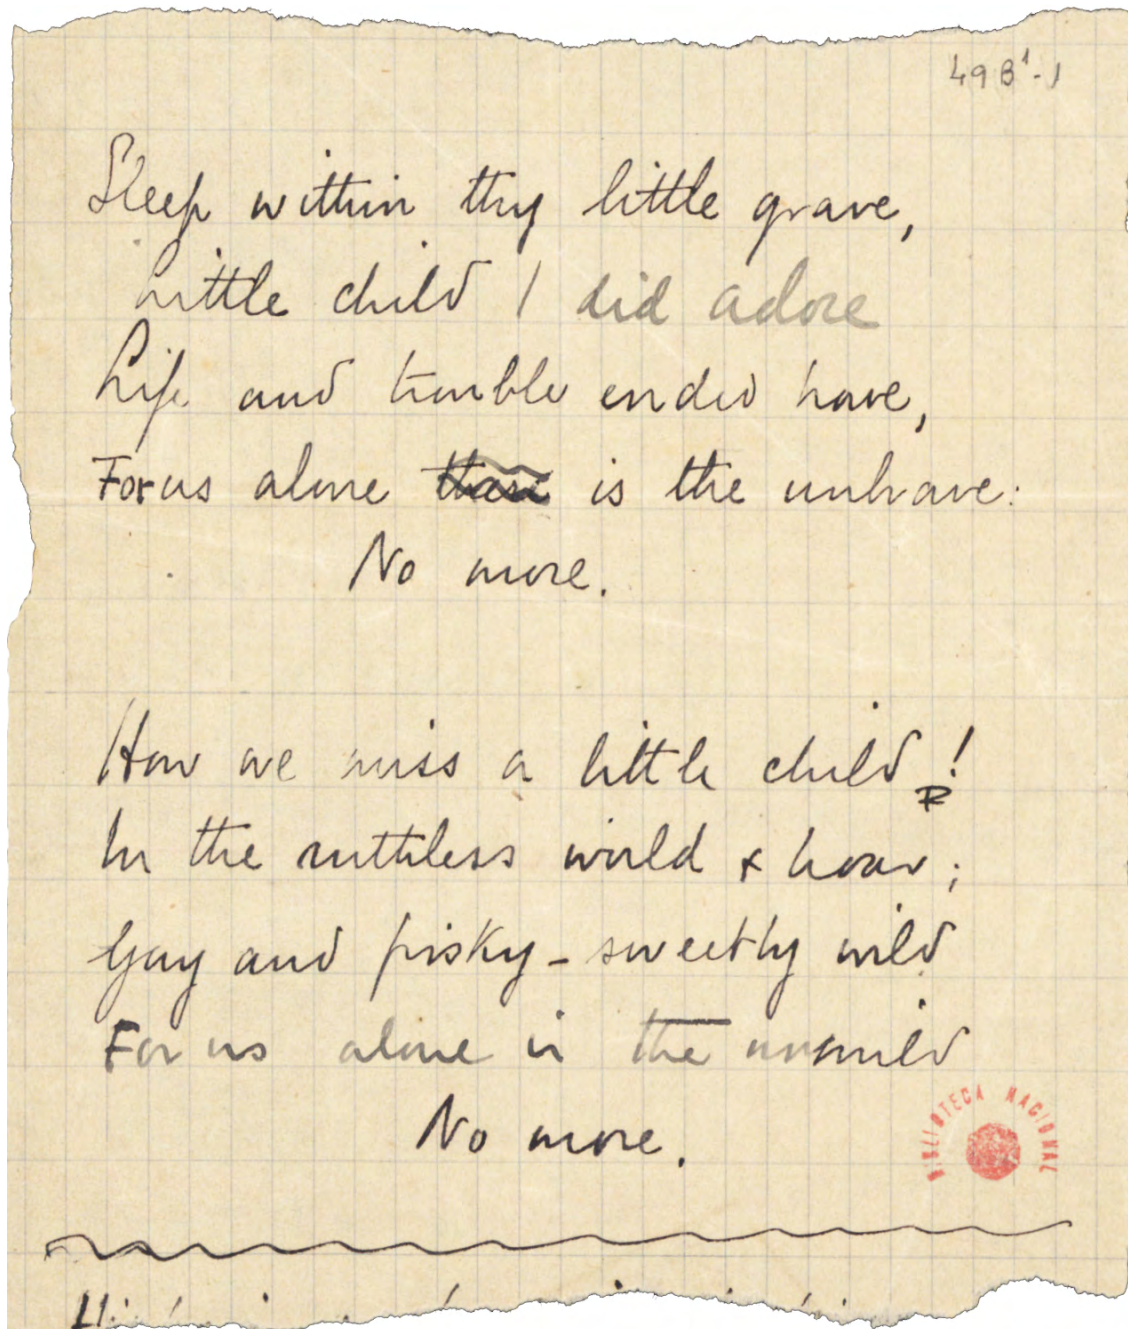 49B¹-1
Sleep within thy little grave,
Little child I did adore
Life and trouble ended have,
For us alone is the unbrave:
No more.
How we miss a little child!
In the ruthless world & hoar;
Gay and frisky - sweetly wild
For us alone is the unmild
No more.
BIBLIOTECA NACIONAL